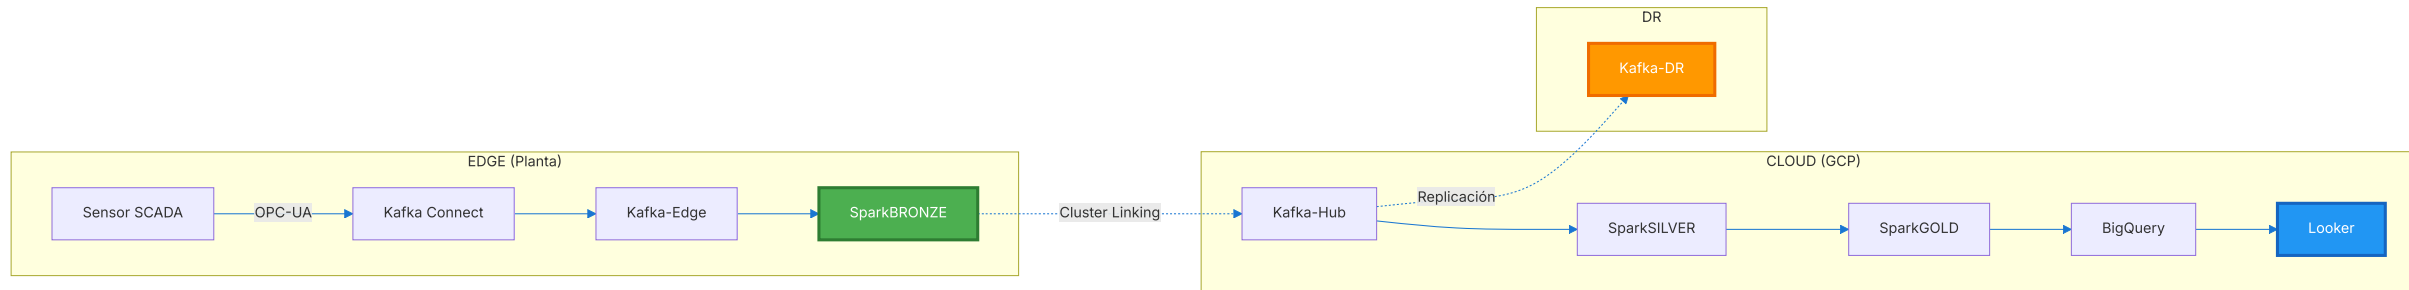 DR
Kafka-DR
EDGE (Planta)
CLOUD (GCP)
Sensor SCADA
OPC-UA
Kafka Connect
Kafka-Edge
SparkBRONZE
Cluster Linking
Kafka-Hub
Replicación
SparkSILVER
SparkGOLD
BigQuery
Looker